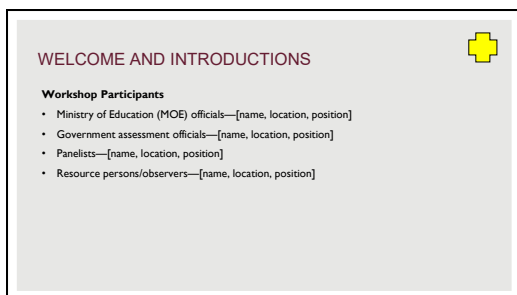 WELCOME AND INTRODUCTIONS
Workshop Participants
• Ministry of Education (MOE) officials—[name, location, position]
• Government assessment officials—[name, location, position]
• Panelists—[name, location, position]
• Resource persons/observers—[name, location, position]